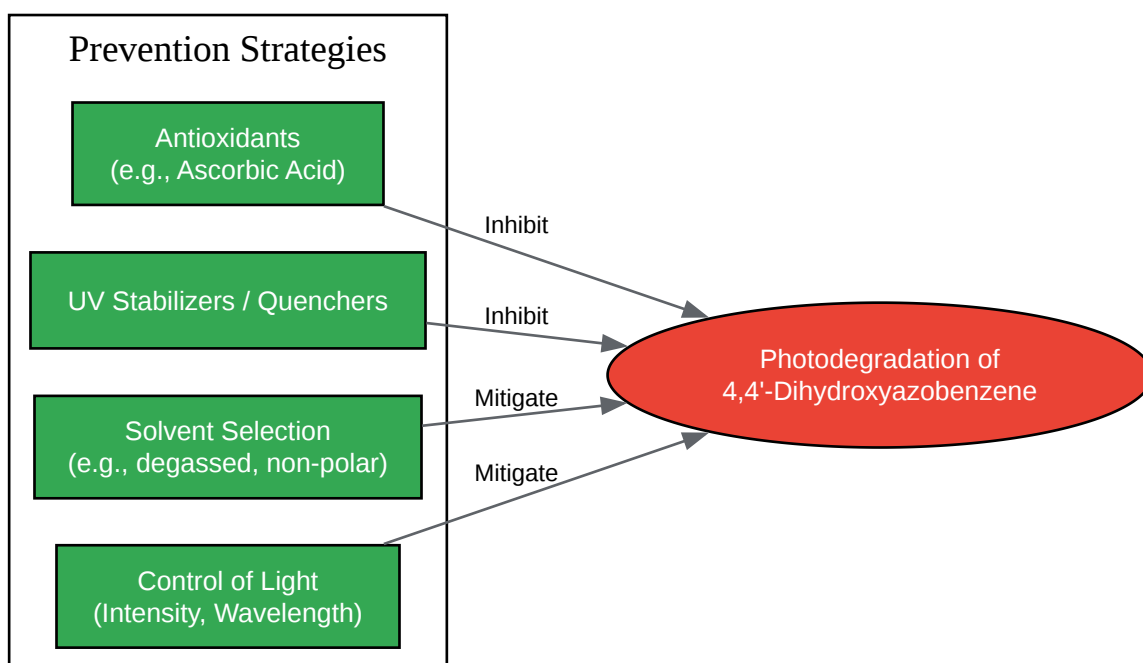 Prevention Strategies
Antioxidants
(e.g., Ascorbic Acid)
Inhibit
UV Stabilizers / Quenchers
Inhibit
Photodegradation of
4,4'-Dihydroxyazobenzene
Mitigate
Solvent Selection
(e.g., degassed, non-polar)
Mitigate
Control of Light
(Intensity, Wavelength)